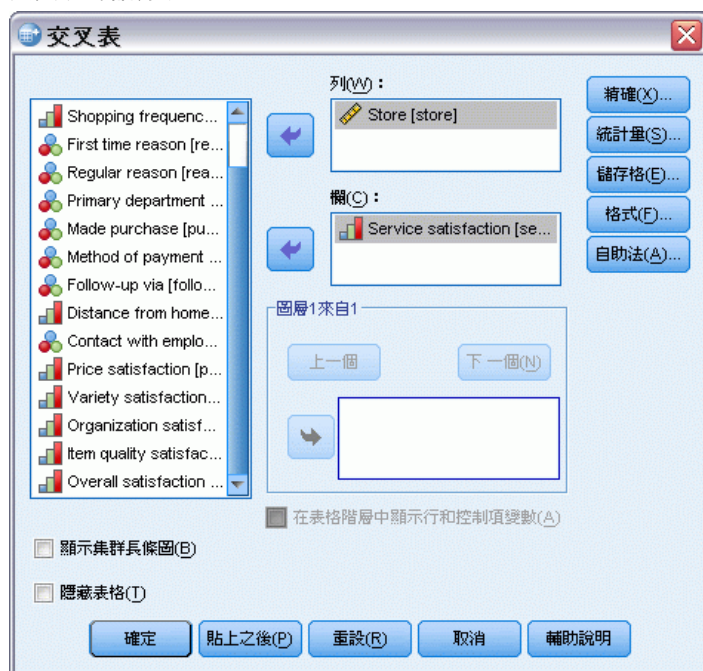 交叉表
Shopping frequenc...
First time reason [re...
Regular reason [rea...
Primary department ...
Made purchase [pu...
Method of payment ...
Follow-up via [follo...
Distance from home...
Contact with emplo...
Price satisfaction [p...
Variety satisfaction...
Organization satisf...
Item quality satisfac...
Overall satisfaction ...
列(W)：
Store [store]
欄(C)：
Service satisfaction [se...
圖層1來自1
上一個
下一個(N)
在表格階層中顯示行和控制項變數(A)
精確(X)...
統計量(S)...
儲存格(E)...
格式(F)...
自助法(A)...
顯示集群長條圖(B)
隱藏表格(T)
確定
貼上之後(P)
重設(R)
取消
輔助說明